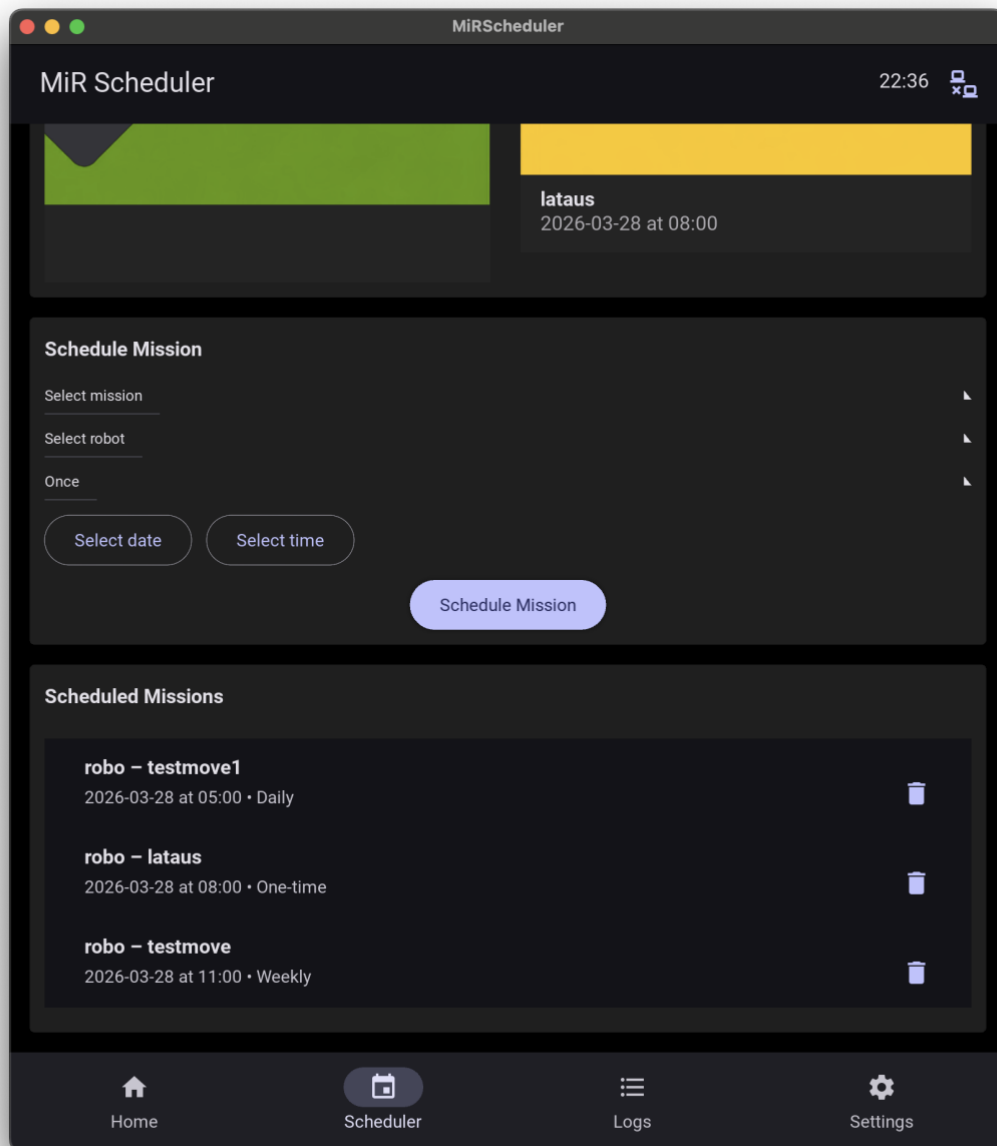 MiRScheduler
MiR Scheduler
22:36
lataus
2026-03-28 at 08:00
Schedule Mission
Select mission
Select robot
Once
Select date
Select time
Schedule Mission
Scheduled Missions
robo – testmove1
2026-03-28 at 05:00 • Daily
robo – lataus
2026-03-28 at 08:00 • One-time
robo – testmove
2026-03-28 at 11:00 • Weekly
Home
Scheduler
Logs
Settings